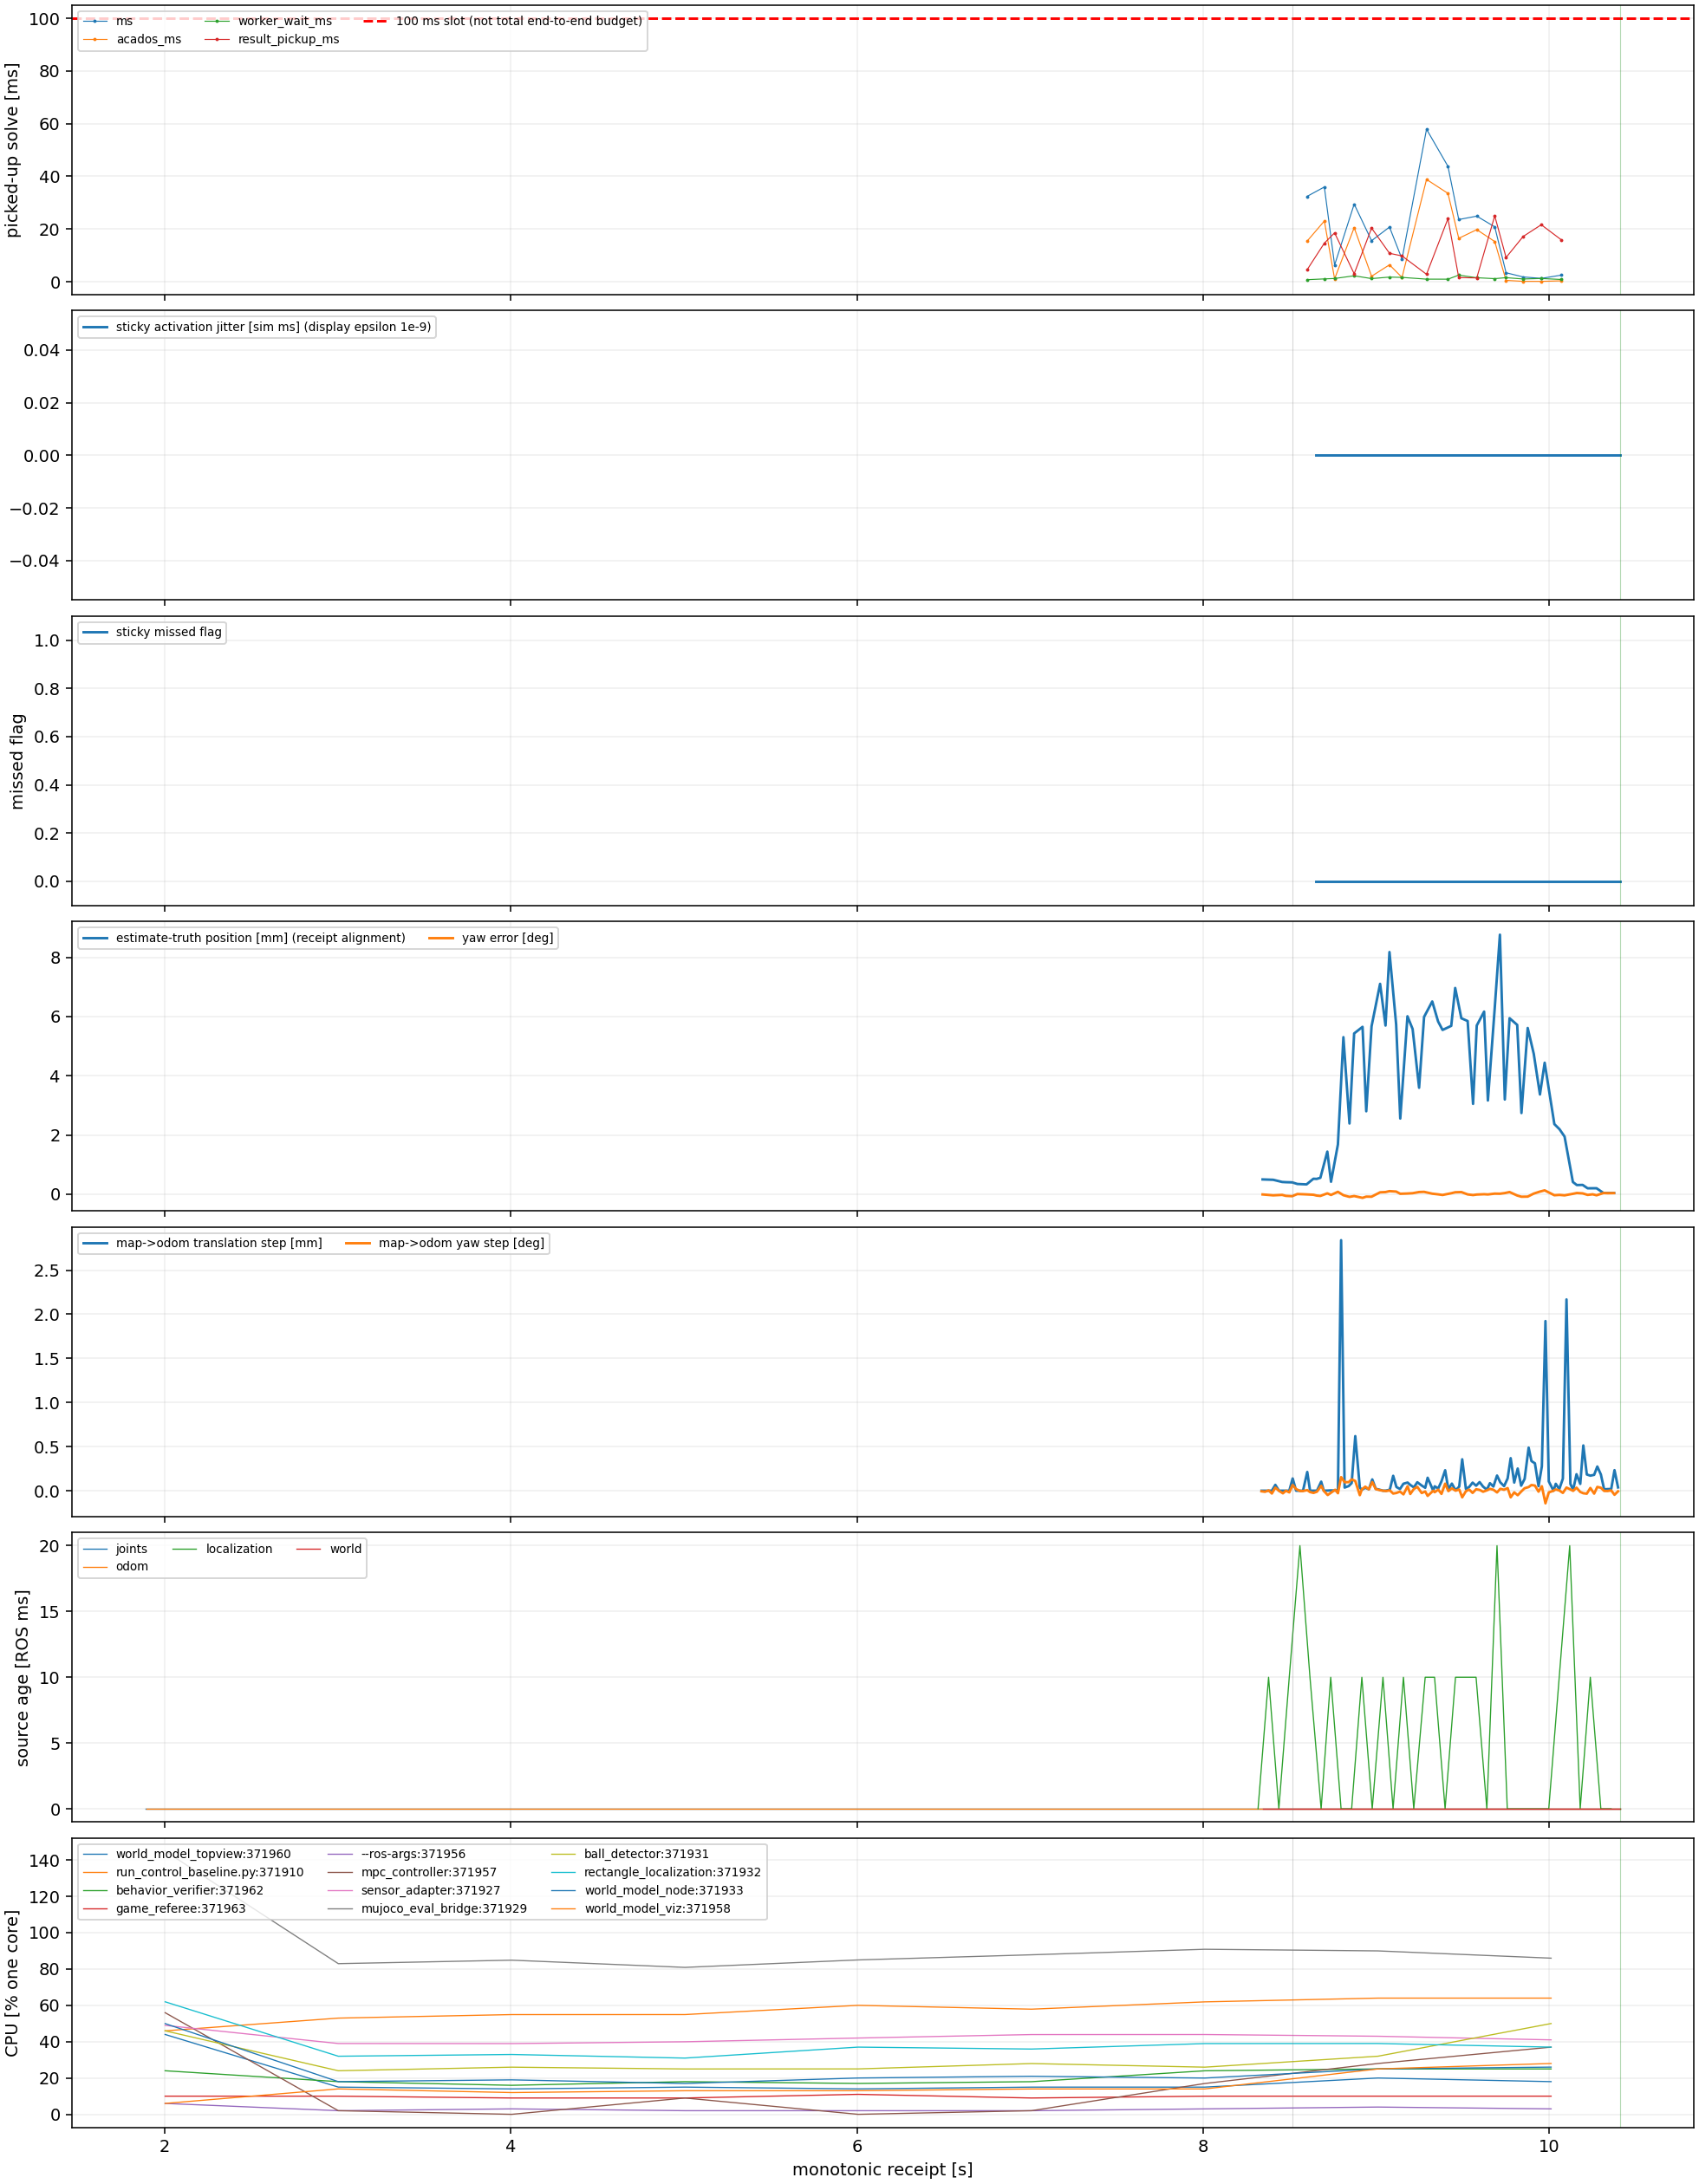 picked-up solve [ms]
100
80
60
40
20
0
ms
acados_ms
worker_wait_ms
result_pickup_ms
100 ms slot (not total end-to-end budget)
0.04
0.02
0.00
−0.02
−0.04
sticky activation jitter [sim ms] (display epsilon 1e-9)
missed flag
1.0
0.8
0.6
0.4
0.2
0.0
sticky missed flag
8
6
4
2
0
estimate-truth position [mm] (receipt alignment)
yaw error [deg]
2.5
2.0
1.5
1.0
0.5
0.0
map->odom translation step [mm]
map->odom yaw step [deg]
source age [ROS ms]
20
15
10
5
0
joints
odom
localization
world
CPU [% one core]
140
120
100
80
60
40
20
0
world_model_topview:371960
run_control_baseline.py:371910
behavior_verifier:371962
game_referee:371963
--ros-args:371956
mpc_controller:371957
sensor_adapter:371927
mujoco_eval_bridge:371929
ball_detector:371931
rectangle_localization:371932
world_model_node:371933
world_model_viz:371958
2 4 6 8 10
monotonic receipt [s]